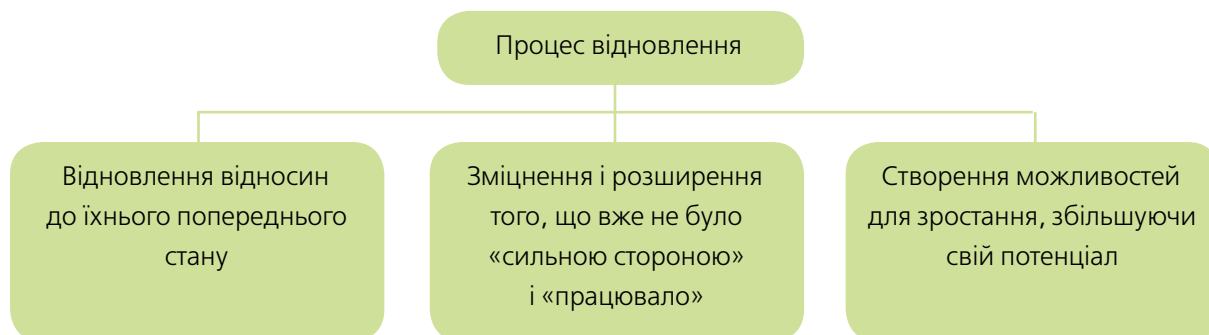 Процес відновлення
Відновлення відносин
до їхнього попереднього
стану
Зміцнення і розширення
того, що вже не було
«сильною стороною»
і «працювало»
Створення можливостей
для зростання, збільшуючи
свій потенціал